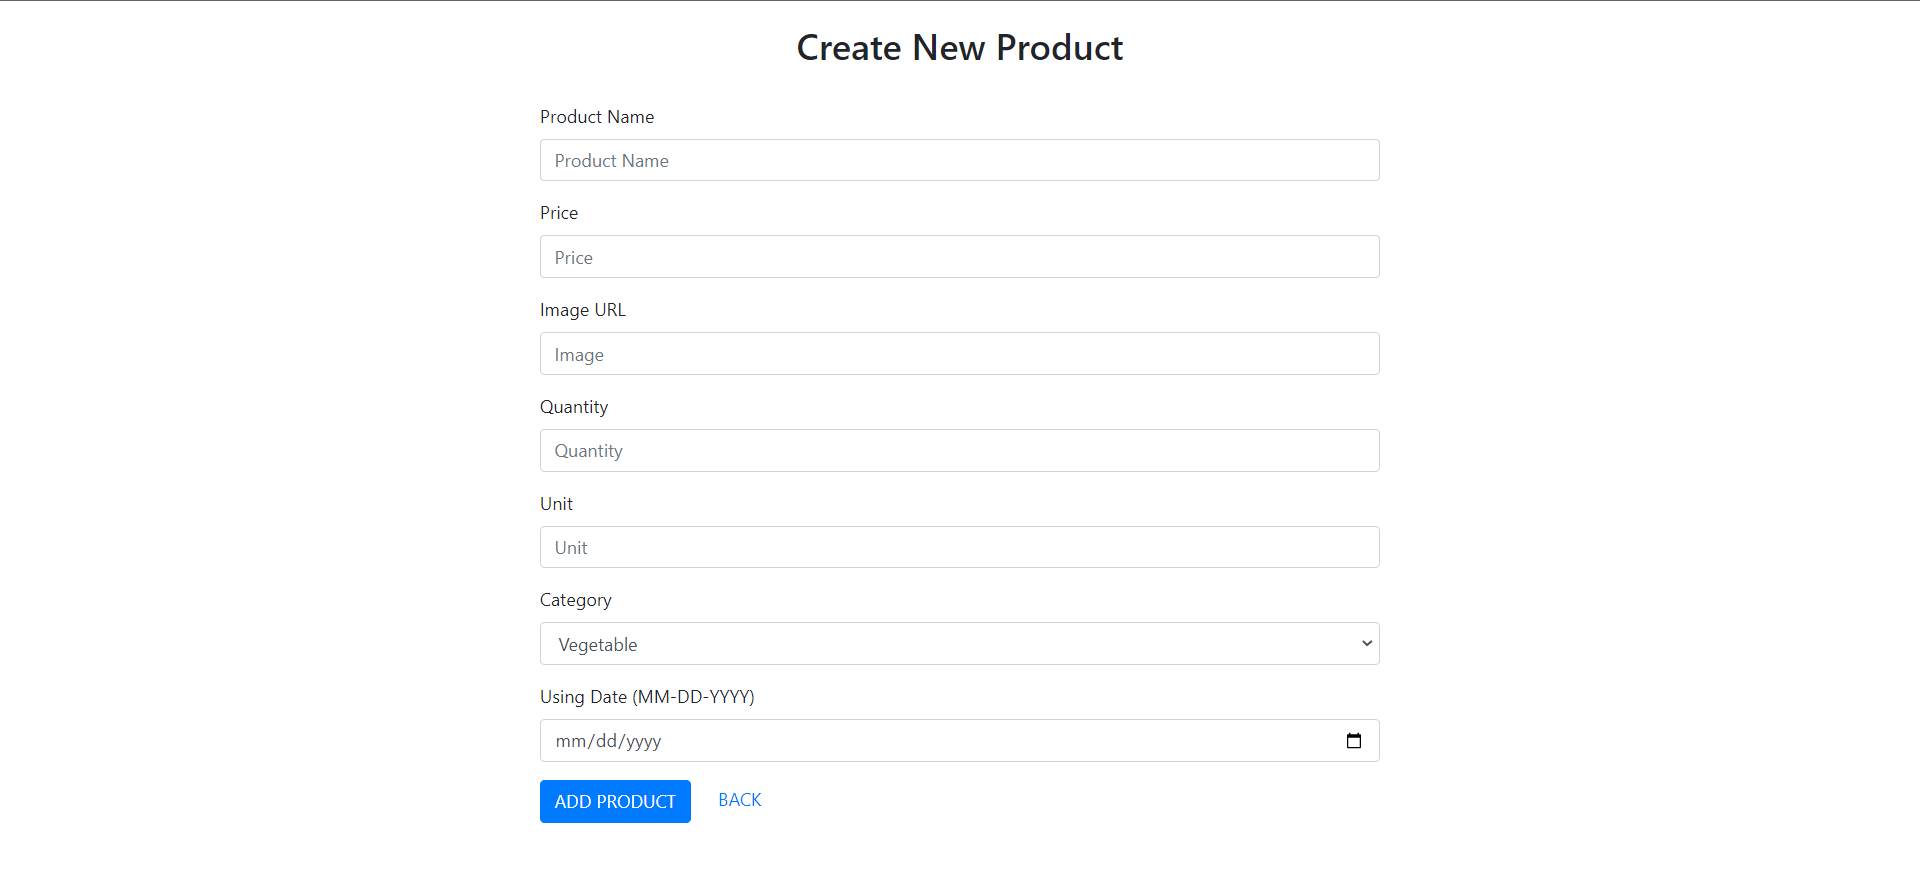 Create New Product
Product Name
Product Name
Price
Price
Image URL
Image
Quantity
Quantity
Unit
Unit
Category
Vegetable
Using Date (MM-DD-YYYY)
mm/dd/yyyy
ADD PRODUCT BACK